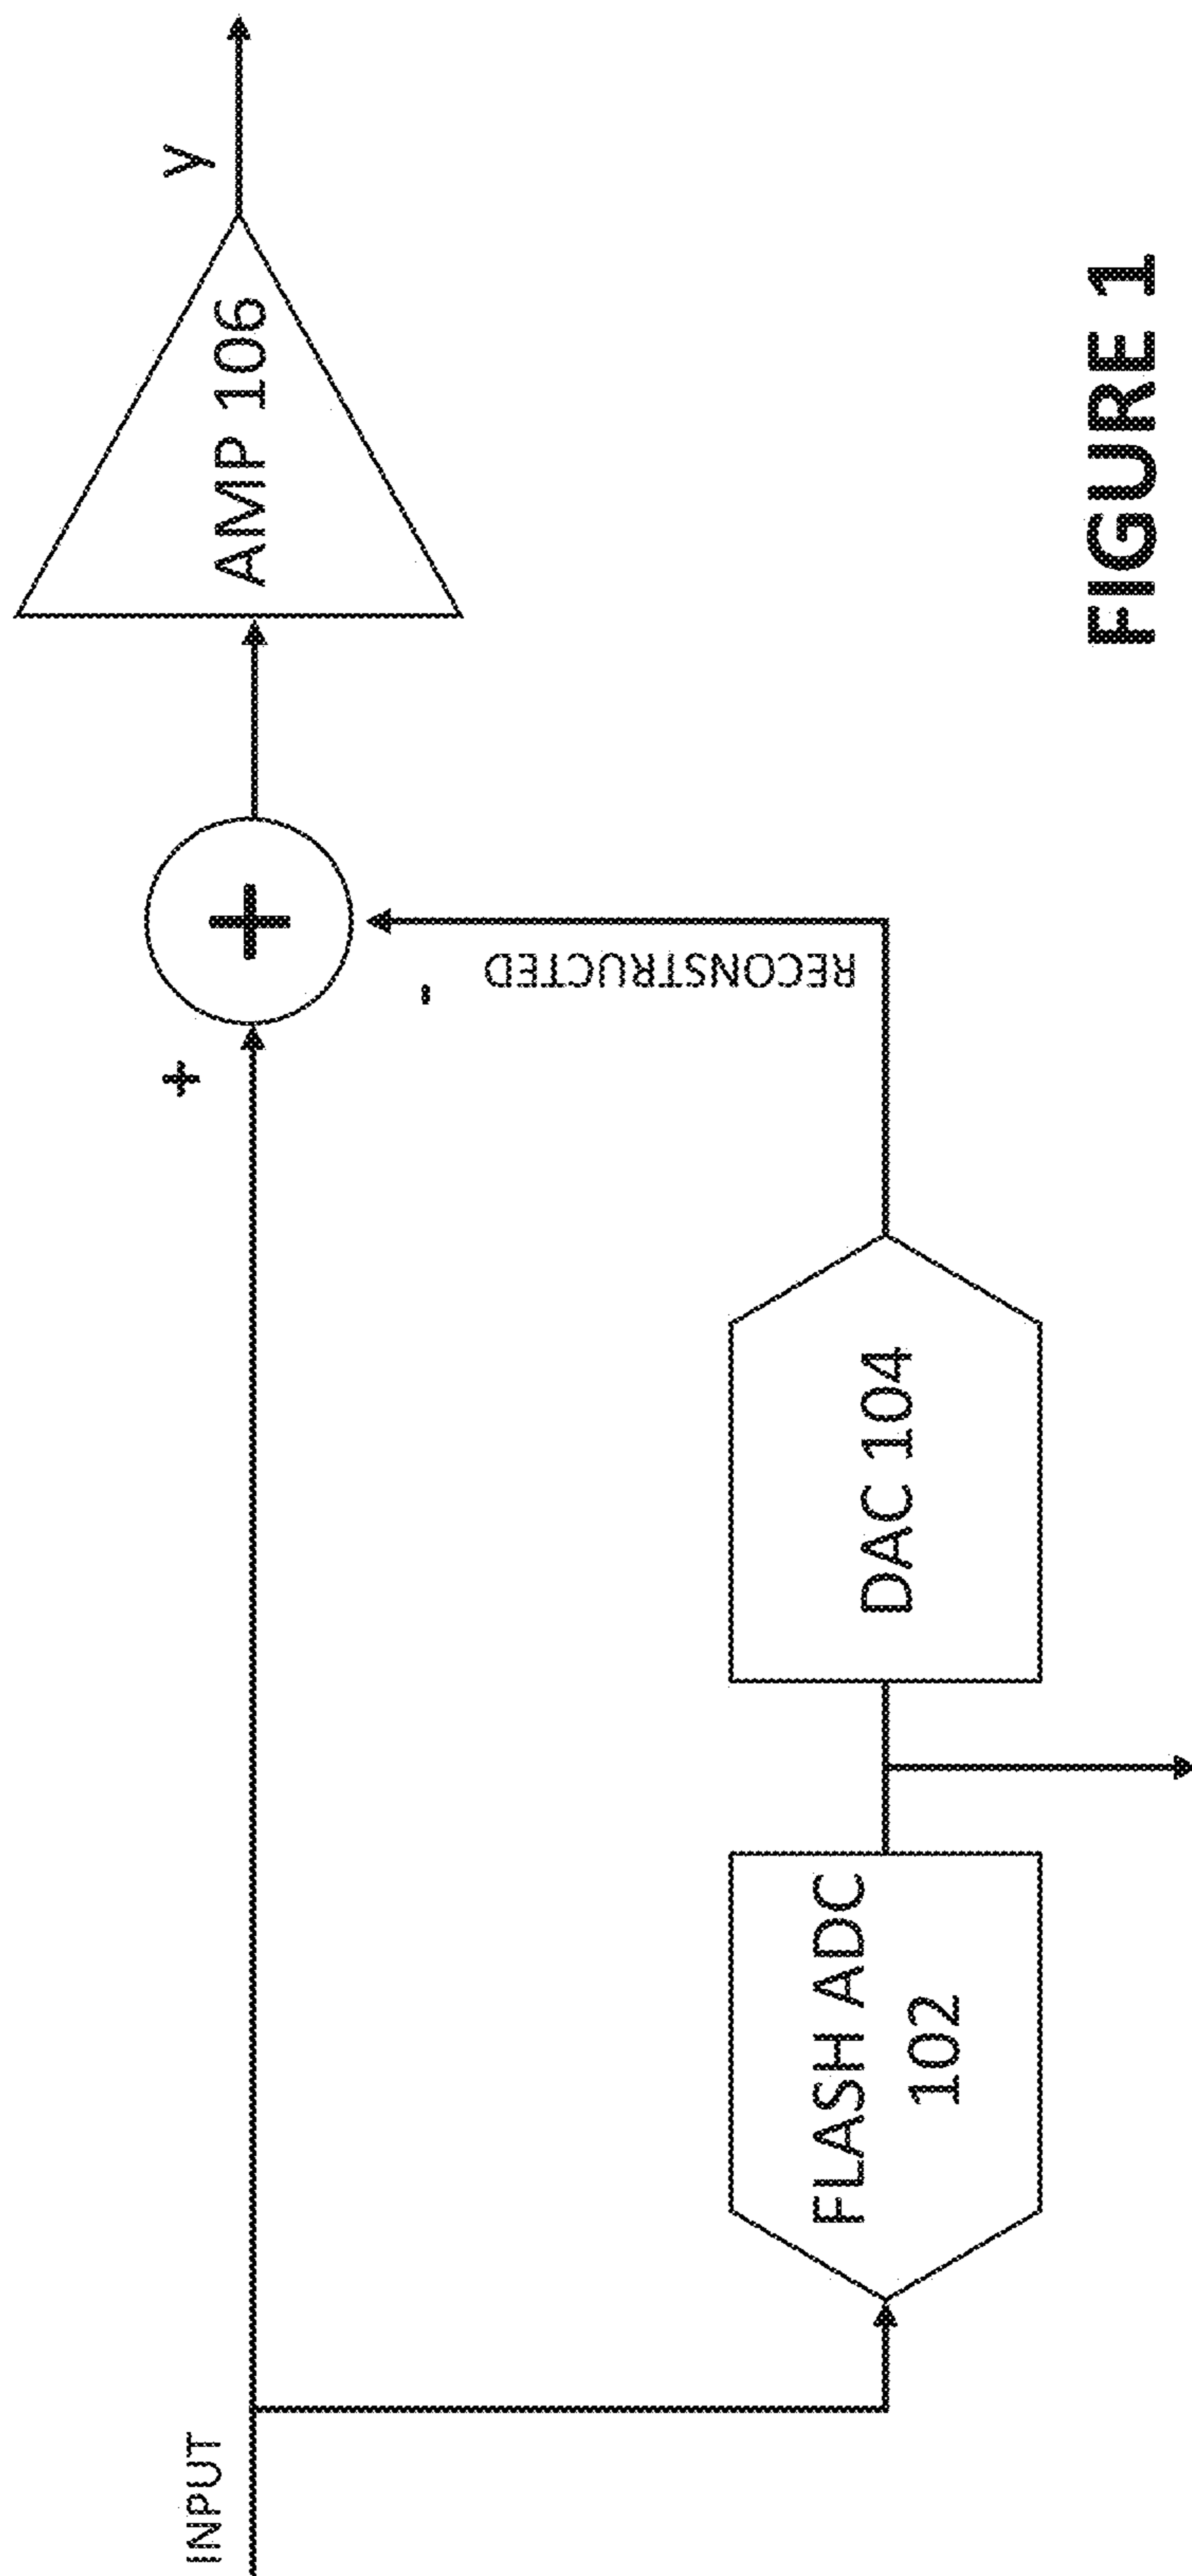 INPUT
FLASH ADC
102
DAC 104
RECONSTRUCTED
+
-
+
AMP 106
y
FIGURE 1